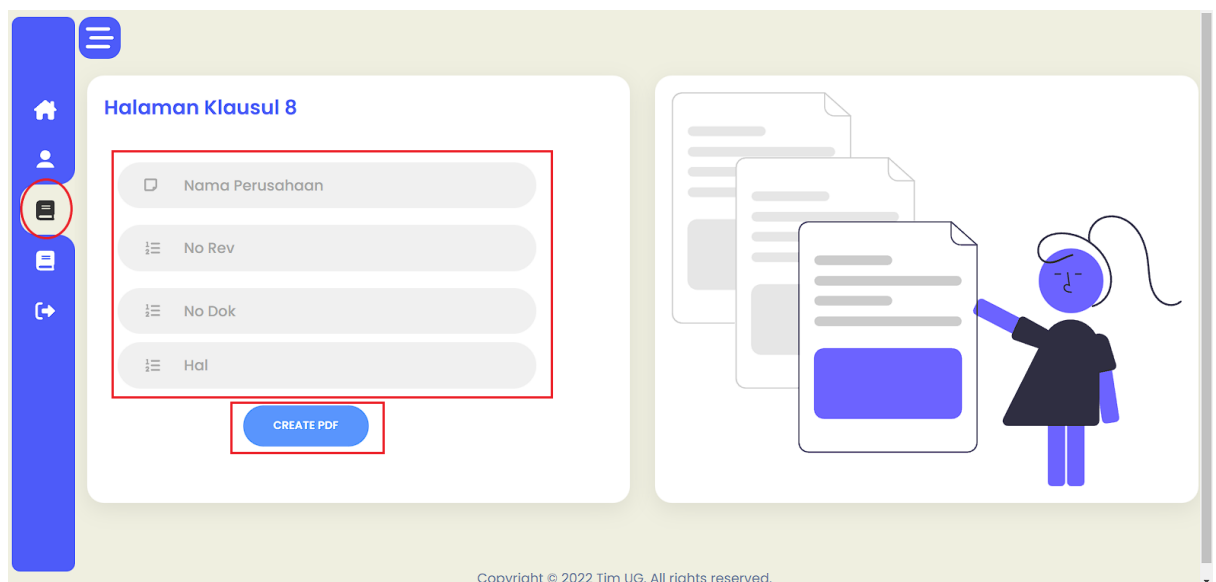 Halaman Klausul 8
Nama Perusahaan
No Rev
No Dok
Hal
CREATE PDF
Copyright © 2022 Tim UG. All rights reserved.